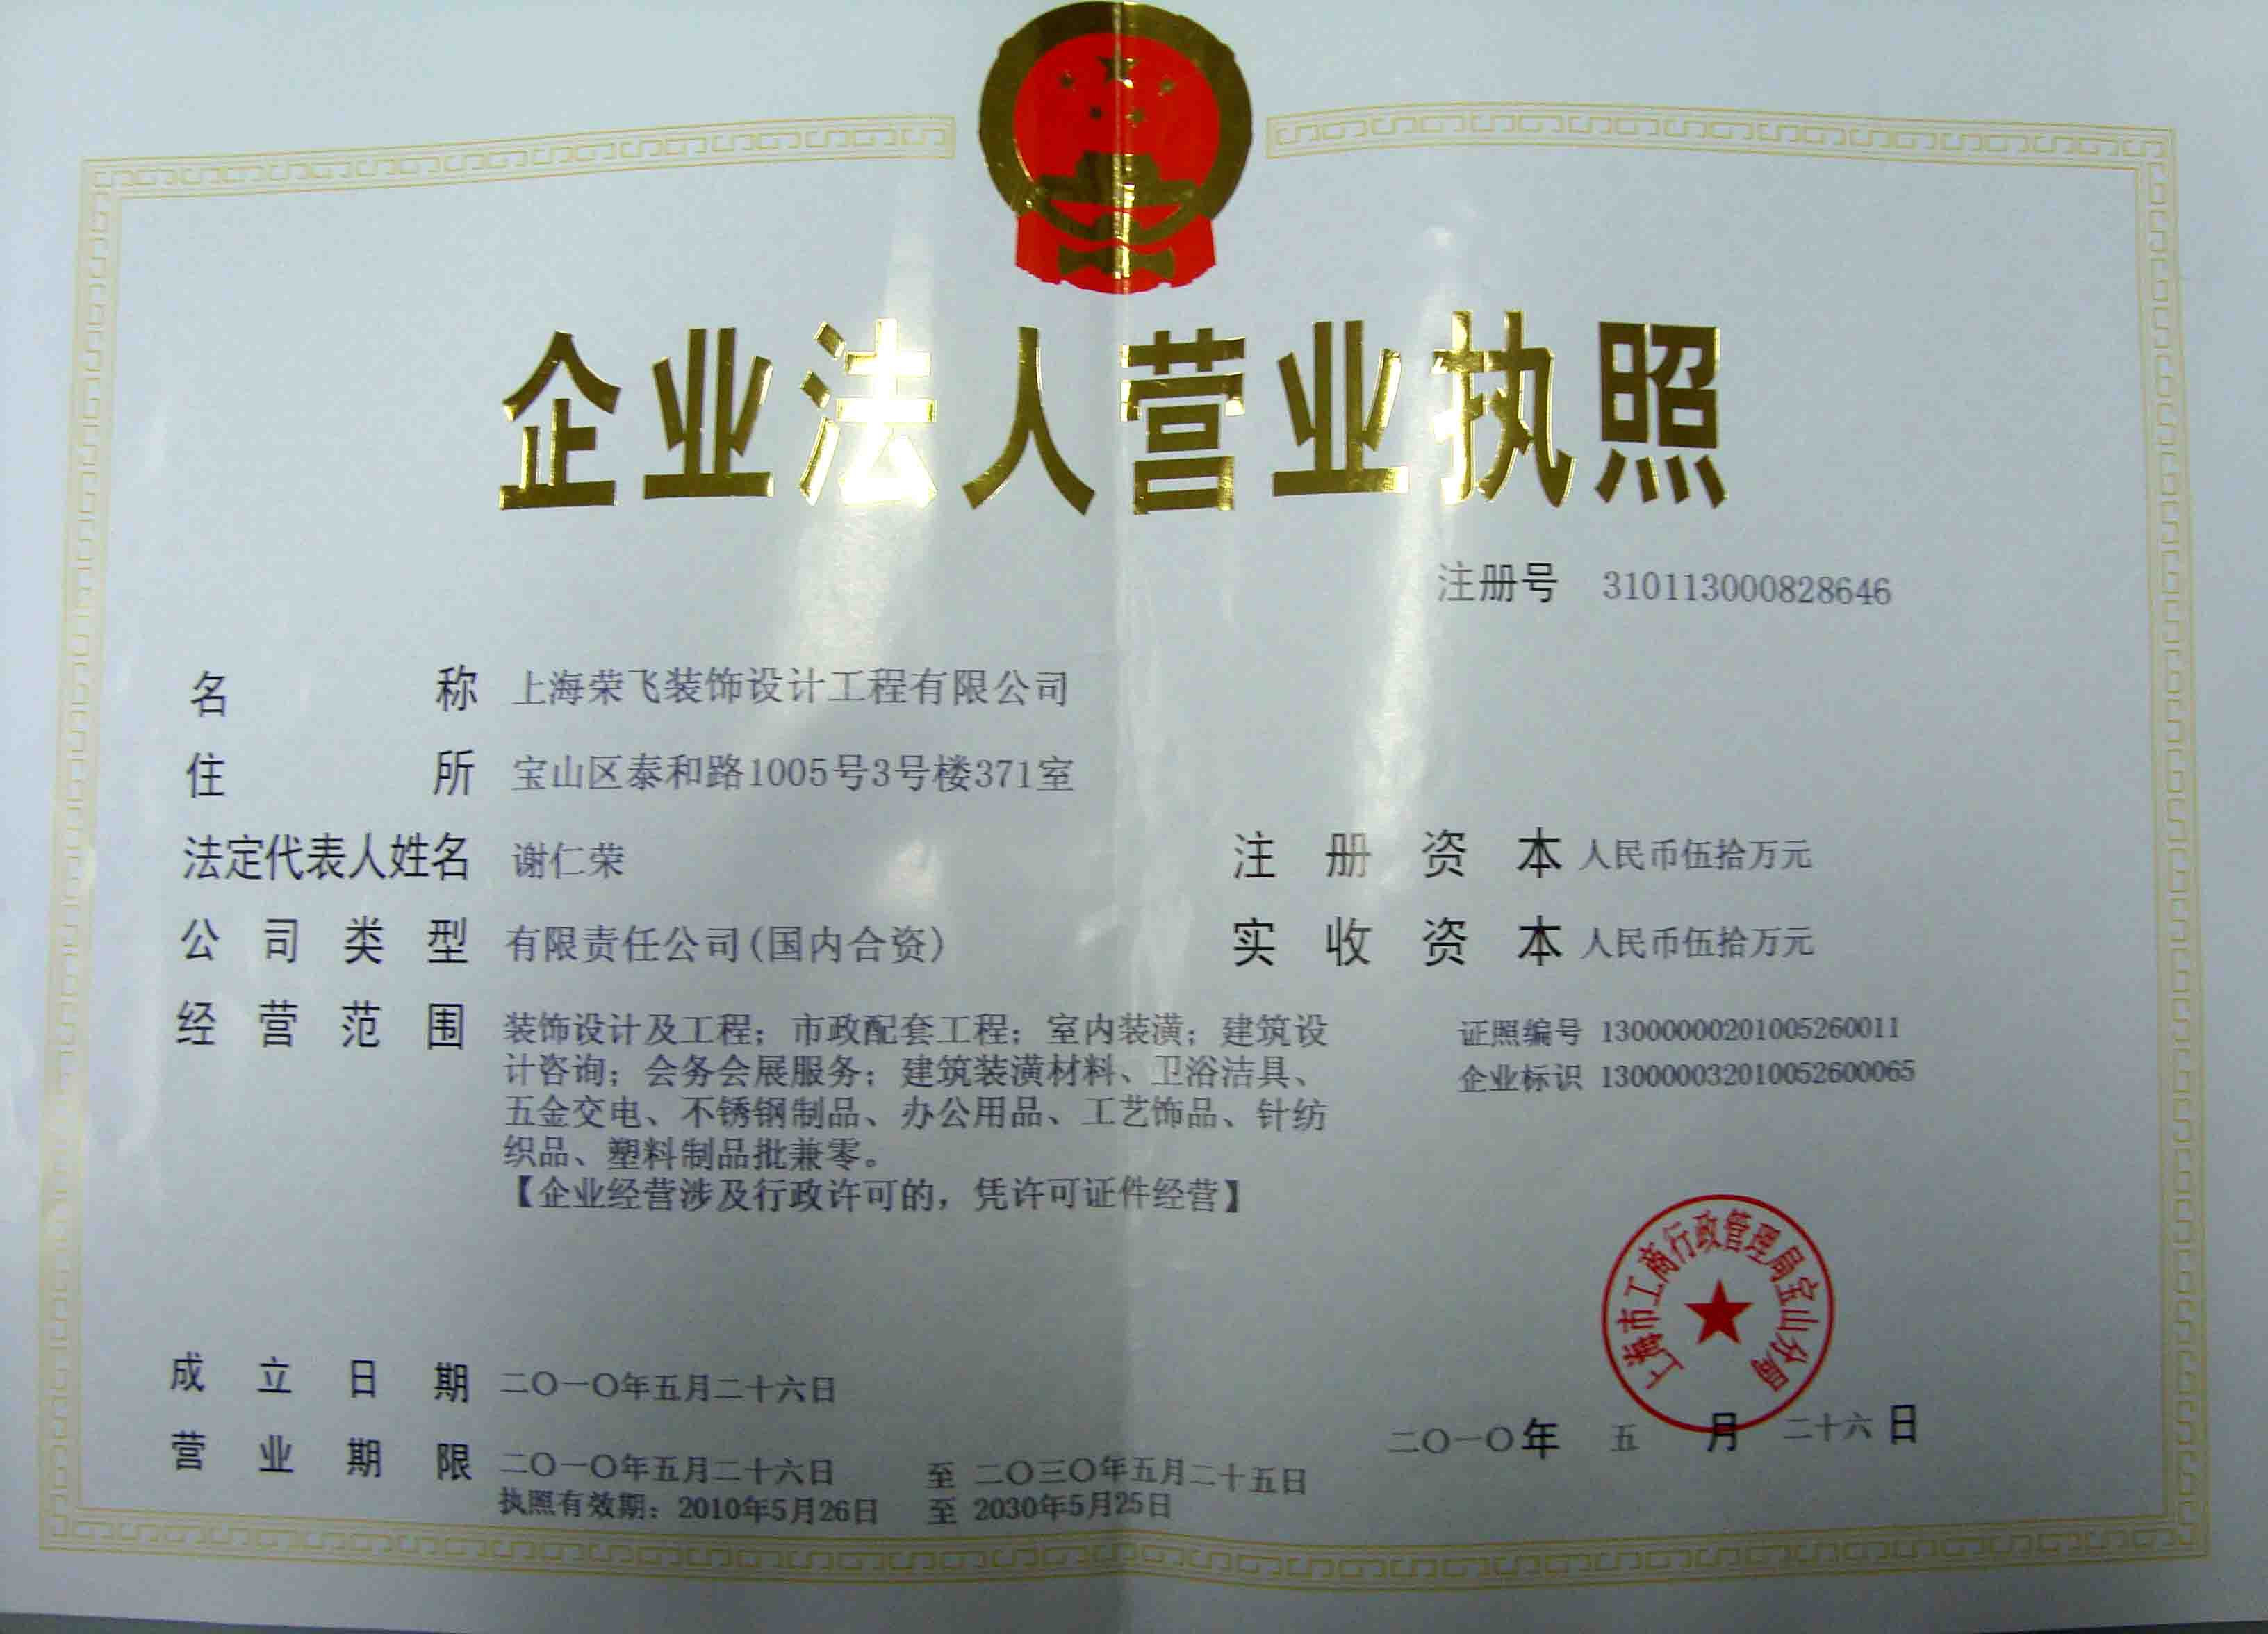 企业法人营业执照
注册号 310113000828646
名称 上海荣飞装饰设计工程有限公司
住所 宝山区泰和路1005号3号楼371室
法定代表人姓名 谢仁荣 注册资本 人民币伍拾万元
公司类型 有限责任公司(国内合资) 实收资本 人民币伍拾万元
经营范围 装饰设计及工程；市政配套工程；室内装潢；建筑设
计咨询；会务会展服务；建筑装潢材料、卫浴洁具、
五金交电、不锈钢制品、办公用品、工艺饰品、针纺
织品、塑料制品批兼零。
【企业经营涉及行政许可的，凭许可证件经营】
证照编号 13000000201005260011
企业标识 130000032010052600065
上海市工商行政管理局宝山分局
成立日期 二〇一〇年五月二十六日
二〇一〇年 五 月 二十六日
营业期限 二〇一〇年五月二十六日 至 二〇三〇年五月二十五日
执照有效期：2010年5月26日 至 2030年5月25日